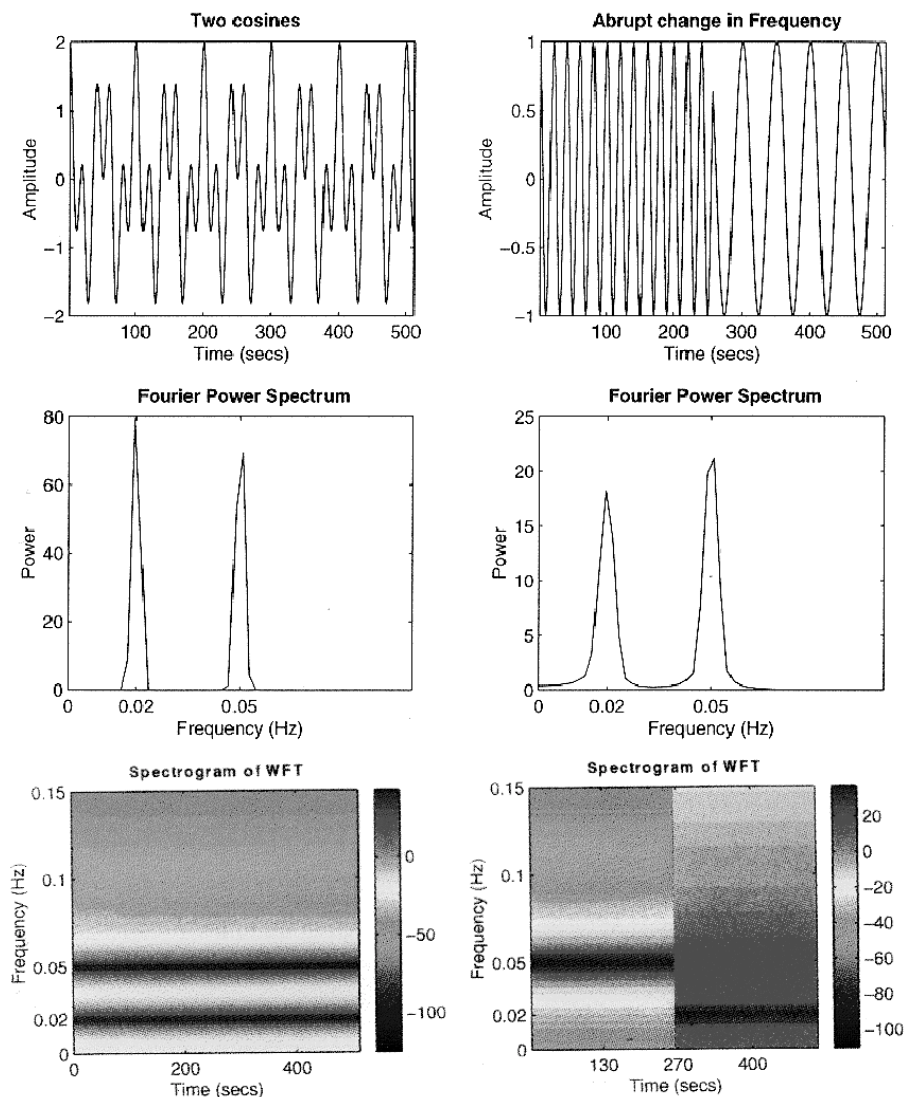 Two cosines
2
1
0
−1
−2
Amplitude
100 200 300 400 500
Time (secs)
Abrupt change in Frequency
1
0.5
0
−0.5
−1
Amplitude
100 200 300 400 500
Time (secs)
Fourier Power Spectrum
80
60
40
20
0
Power
0 0.02 0.05
Frequency (Hz)
Fourier Power Spectrum
25
20
15
10
5
0
Power
0 0.02 0.05
Frequency (Hz)
Spectrogram of WFT
0.15
0.1
0.05
0.02
0
Frequency (Hz)
0 200 400
Time (secs)
0
−50
−100
Spectrogram of WFT
0.15
0.1
0.05
0.02
0
Frequency (Hz)
130 270 400
Time (secs)
20
0
−20
−40
−60
−80
−100